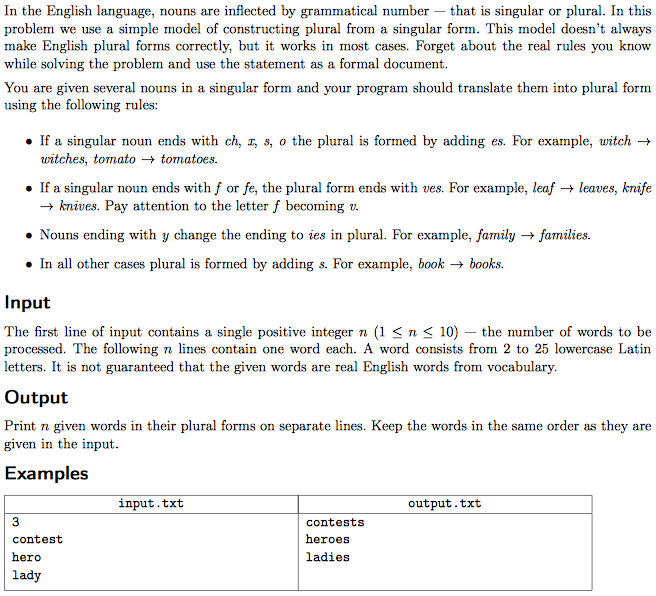 In the English language, nouns are inflected by grammatical number — that is singular or plural. In this
problem we use a simple model of constructing plural from a singular form. This model doesn't always
make English plural forms correctly, but it works in most cases. Forget about the real rules you know
while solving the problem and use the statement as a formal document.
You are given several nouns in a singular form and your program should translate them into plural form
using the following rules:
• If a singular noun ends with ch, x, s, o the plural is formed by adding es. For example, witch →
witches, tomato → tomatoes.
• If a singular noun ends with f or fe, the plural form ends with ves. For example, leaf → leaves, knife
→ knives. Pay attention to the letter f becoming v.
• Nouns ending with y change the ending to ies in plural. For example, family → families.
• In all other cases plural is formed by adding s. For example, book → books.
Input
The first line of input contains a single positive integer n (1 ≤ n ≤ 10) — the number of words to be
processed. The following n lines contain one word each. A word consists from 2 to 25 lowercase Latin
letters. It is not guaranteed that the given words are real English words from vocabulary.
Output
Print n given words in their plural forms on separate lines. Keep the words in the same order as they are
given in the input.
Examples
input.txt output.txt
3 contests
contest heroes
hero ladies
lady